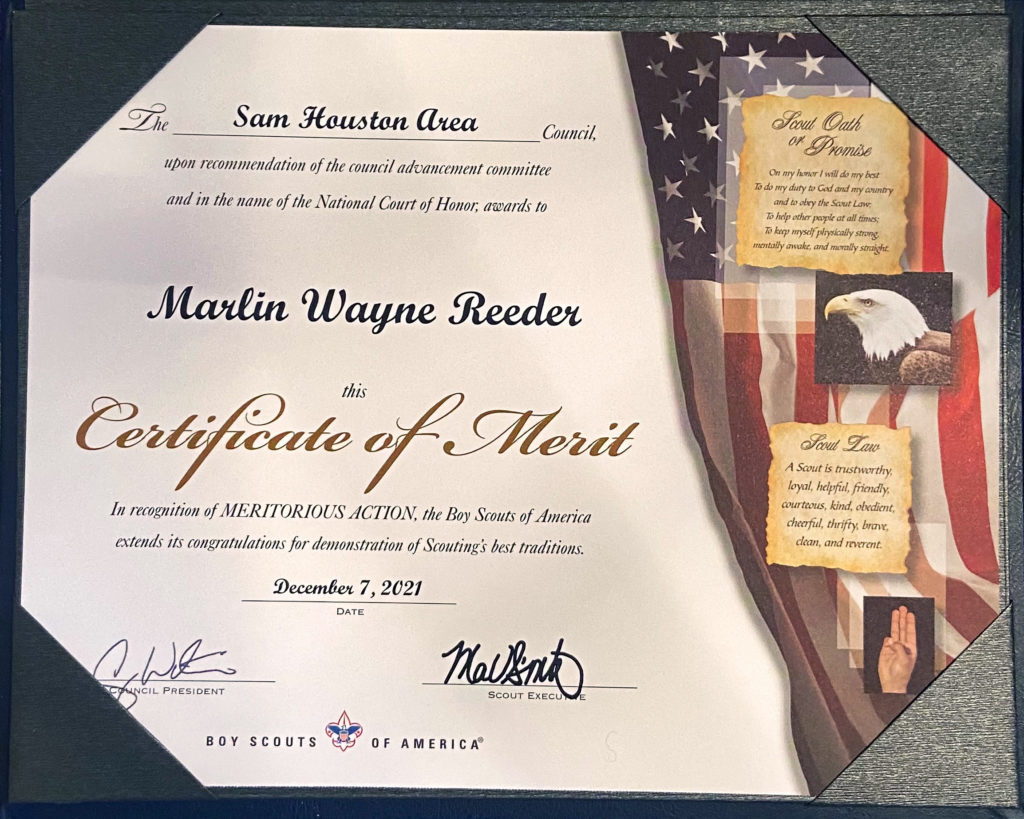 The Sam Houston Area Council,
upon recommendation of the council advancement committee
and in the name of the National Court of Honor, awards to
Marlin Wayne Reeder
this
Certificate of Merit
In recognition of MERITORIOUS ACTION, the Boy Scouts of America
extends its congratulations for demonstration of Scouting's best traditions.
December 7, 2021
DATE
COUNCIL PRESIDENT
SCOUT EXECUTIVE
BOY SCOUTS OF AMERICA®
Scout Oath
or Promise
On my honor I will do my best
To do my duty to God and my country
and to obey the Scout Law;
To help other people at all times;
To keep myself physically strong,
mentally awake, and morally straight.
Scout Law
A Scout is trustworthy,
loyal, helpful, friendly,
courteous, kind, obedient,
cheerful, thrifty, brave,
clean, and reverent.